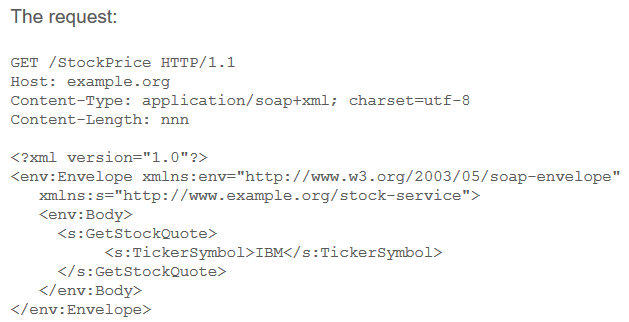 The request:
GET /StockPrice HTTP/1.1
Host: example.org
Content-Type: application/soap+xml; charset=utf-8
Content-Length: nnn
<?xml version="1.0"?>
<env:Envelope xmlns:env="http://www.w3.org/2003/05/soap-envelope"
xmlns:s="http://www.example.org/stock-service">
<env:Body>
<s:GetStockQuote>
<s:TickerSymbol>IBM</s:TickerSymbol>
</s:GetStockQuote>
</env:Body>
</env:Envelope>